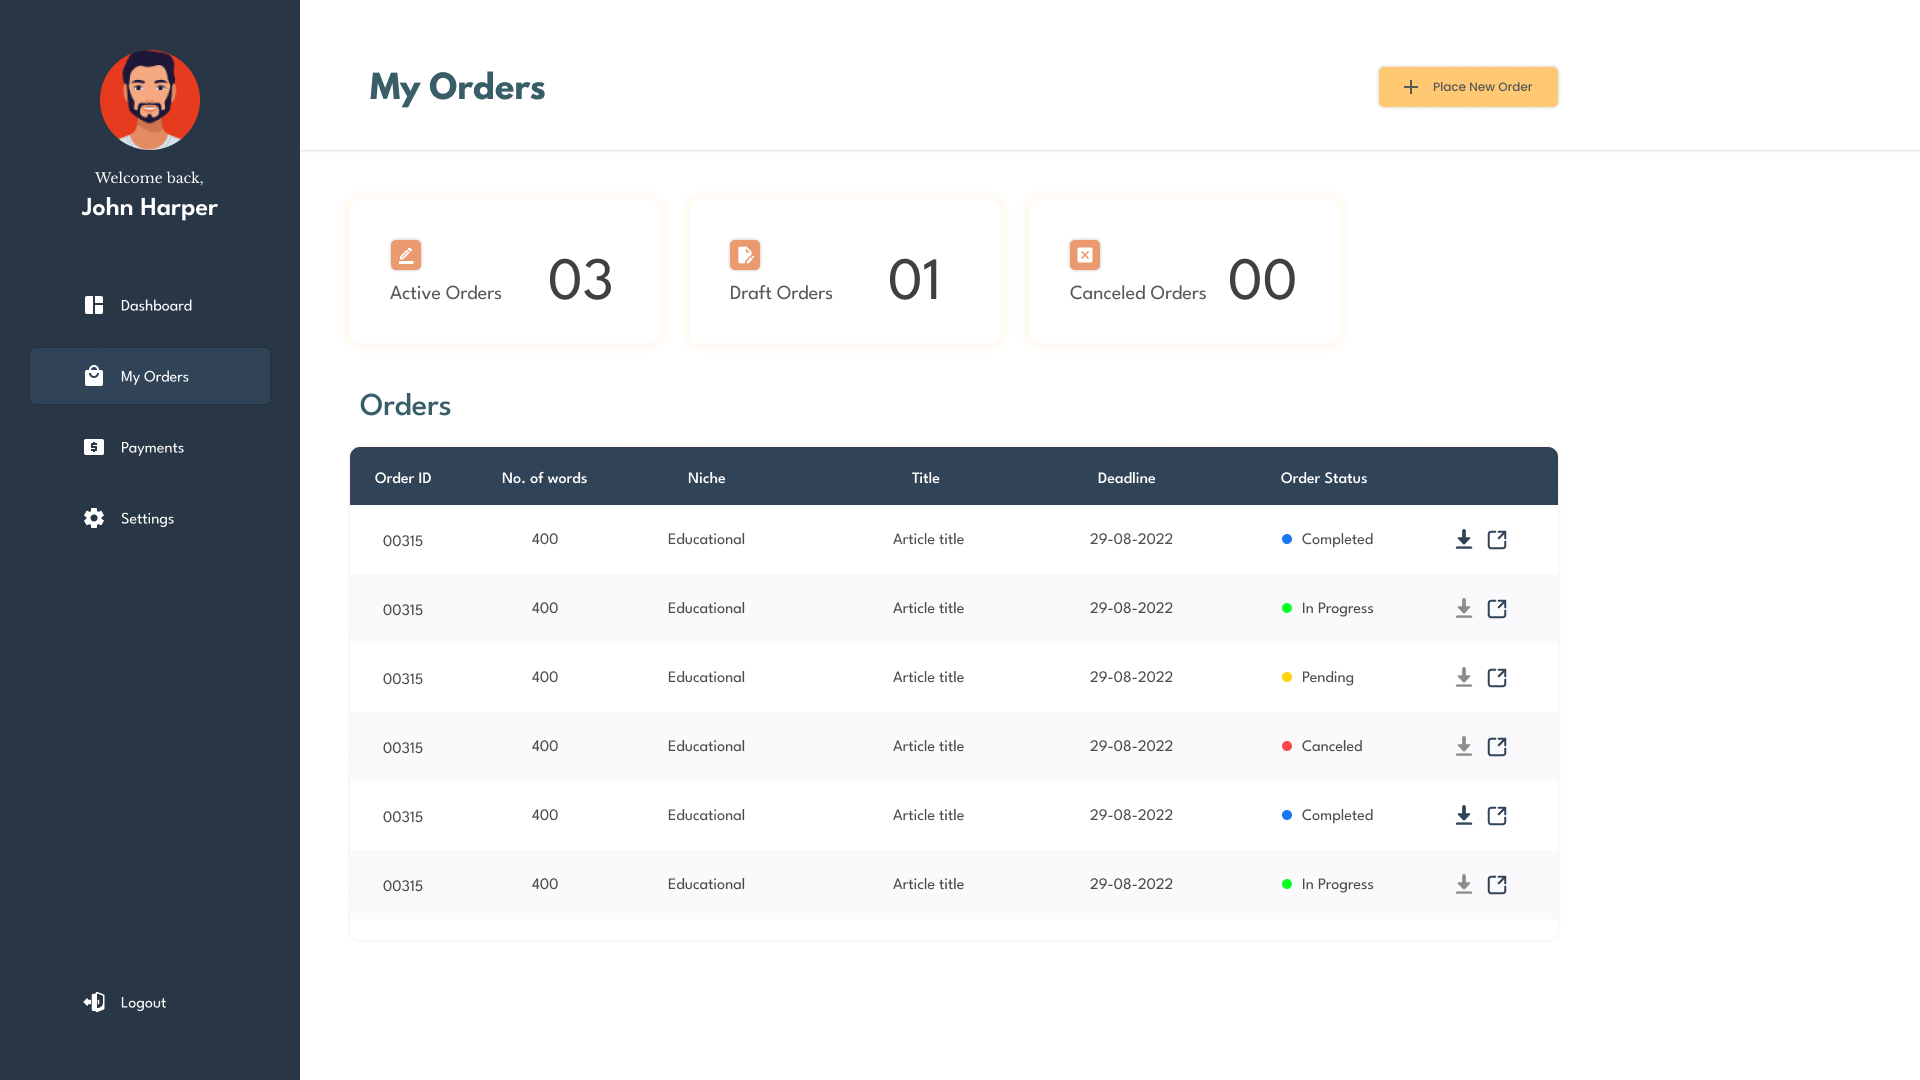 Welcome back,
John Harper
Dashboard
My Orders
Payments
Settings
Logout
My Orders
Place New Order
Active Orders 03
Draft Orders 01
Canceled Orders 00
Orders
Order ID No. of words Niche Title Deadline Order Status
00315 400 Educational Article title 29-08-2022 Completed
00315 400 Educational Article title 29-08-2022 In Progress
00315 400 Educational Article title 29-08-2022 Pending
00315 400 Educational Article title 29-08-2022 Canceled
00315 400 Educational Article title 29-08-2022 Completed
00315 400 Educational Article title 29-08-2022 In Progress